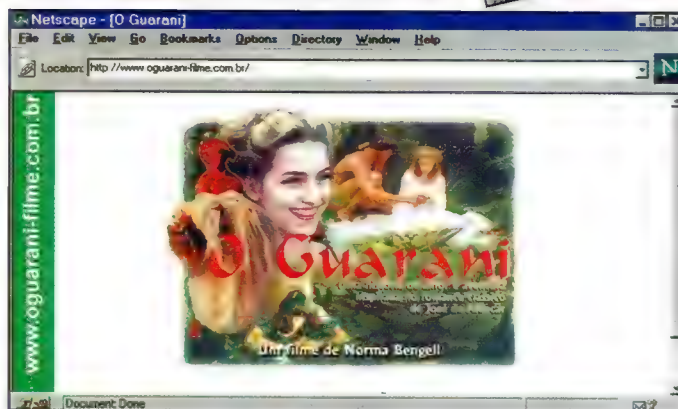 Netscape - [O Guarani]
File Edit View Go Bookmarks Options Directory Window Help
Location: http://www.oguarani-filme.com.br/
N
www.oguarani-filme.com.br
O Guarani
Um filme de Norma Bengell
Document: Done